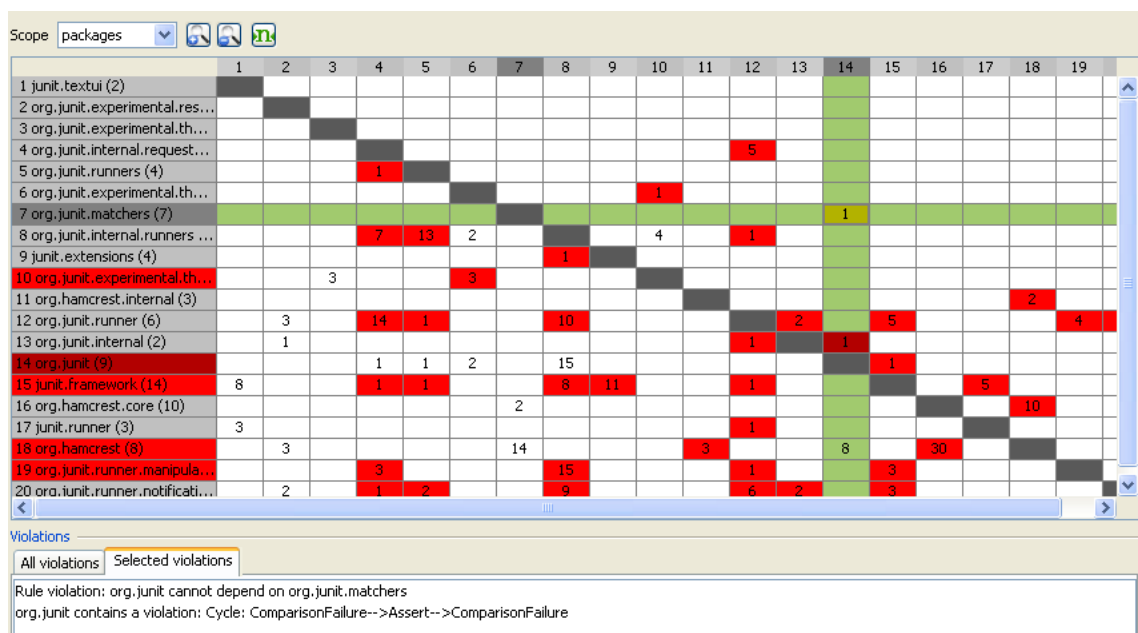 Scope packages
1 2 3 4 5 6 7 8 9 10 11 12 13 14 15 16 17 18 19
1 junit.textui (2)
2 org.junit.experimental.res...
3 org.junit.experimental.th...
4 org.junit.internal.request... 5
5 org.junit.runners (4) 1
6 org.junit.experimental.th... 1
7 org.junit.matchers (7) 1
8 org.junit.internal.runners ... 7 13 2 4 1
9 junit.extensions (4) 1
10 org.junit.experimental.th... 3 3
11 org.hamcrest.internal (3) 2
12 org.junit.runner (6) 3 14 1 10 2 5 4
13 org.junit.internal (2) 1 1 1
14 org.junit (9) 1 1 2 15 1
15 junit.framework (14) 8 1 1 8 11 1 5
16 org.hamcrest.core (10) 2 10
17 junit.runner (3) 3 1
18 org.hamcrest (8) 3 14 3 8 30
19 org.junit.runner.manipula... 3 15 1 3
20 org.junit.runner.notificati... 2 1 2 9 6 2 3
Violations
All violations Selected violations
Rule violation: org.junit cannot depend on org.junit.matchers
org.junit contains a violation: Cycle: ComparisonFailure-->Assert-->ComparisonFailure